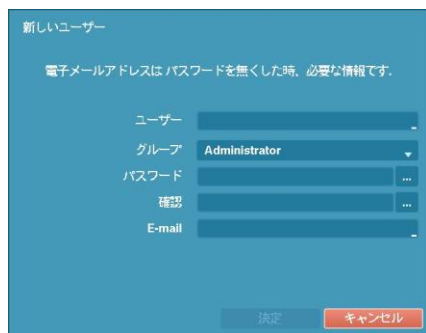 新しいユーザー
電子メールアドレスは パスワードを無くした時、必要な情報です.
ユーザー
グループ Administrator
パスワード ...
確認 ...
E-mail
決定 キャンセル